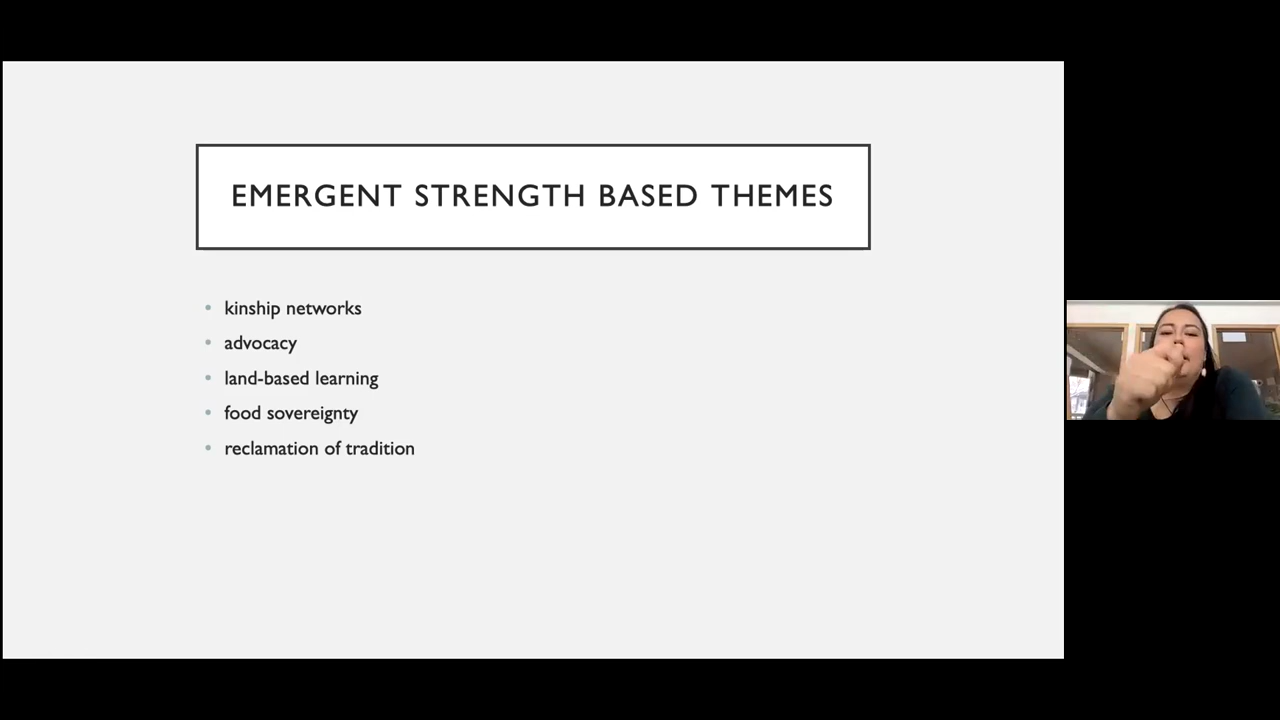 EMERGENT STRENGTH BASED THEMES
• kinship networks
• advocacy
• land-based learning
• food sovereignty
• reclamation of tradition